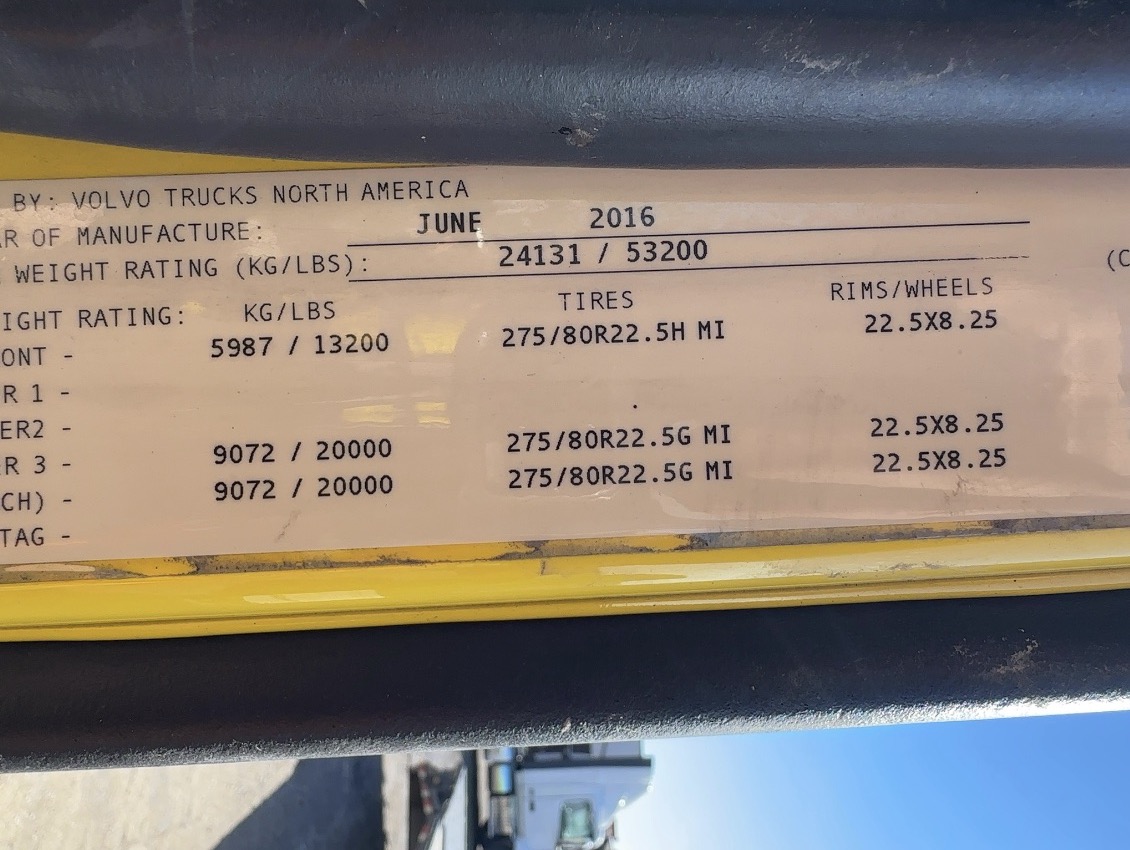 BY: VOLVO TRUCKS NORTH AMERICA
AR OF MANUFACTURE: JUNE 2016
WEIGHT RATING (KG/LBS): 24131 / 53200 (C
IGHT RATING: KG/LBS TIRES RIMS/WHEELS
ONT - 5987 / 13200 275/80R22.5H MI 22.5X8.25
R 1 -
ER2 -
R 3 - 9072 / 20000 275/80R22.5G MI 22.5X8.25
CH) - 9072 / 20000 275/80R22.5G MI 22.5X8.25
TAG -